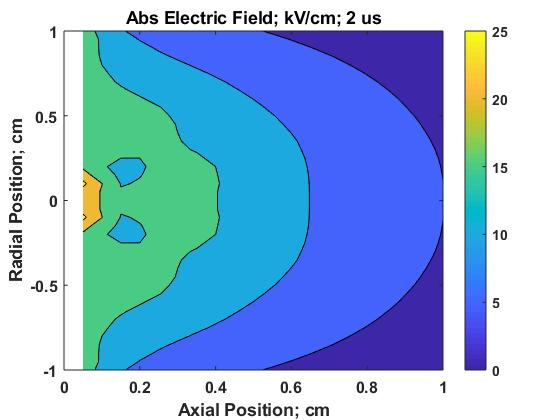 Abs Electric Field; kV/cm; 2 us
1
0.5
0
-0.5
-1
Radial Position; cm
0 0.2 0.4 0.6 0.8 1
Axial Position; cm
25
20
15
10
5
0